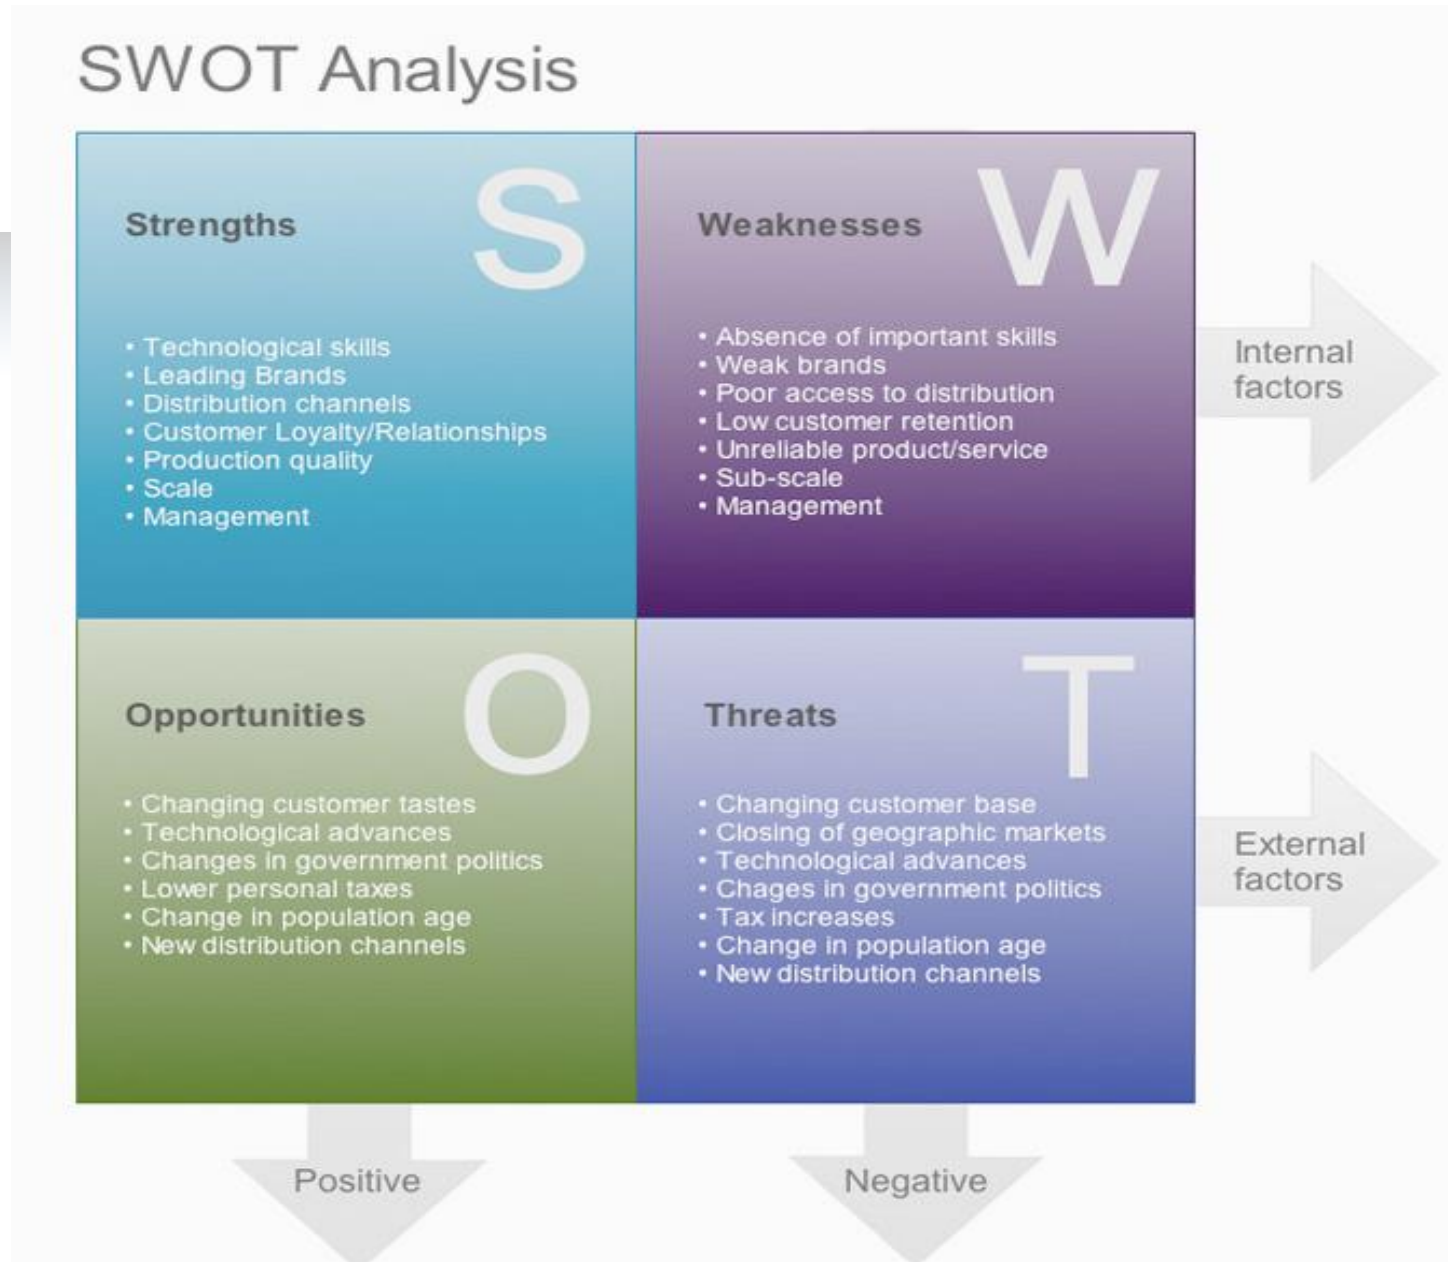 SWOT Analysis
S
Strengths
• Technological skills
• Leading Brands
• Distribution channels
• Customer Loyalty/Relationships
• Production quality
• Scale
• Management
W
Weaknesses
• Absence of important skills
• Weak brands
• Poor access to distribution
• Low customer retention
• Unreliable product/service
• Sub-scale
• Management
Internal
factors
O
Opportunities
• Changing customer tastes
• Technological advances
• Changes in government politics
• Lower personal taxes
• Change in population age
• New distribution channels
T
Threats
• Changing customer base
• Closing of geographic markets
• Technological advances
• Chages in government politics
• Tax increases
• Change in population age
• New distribution channels
External
factors
Positive
Negative